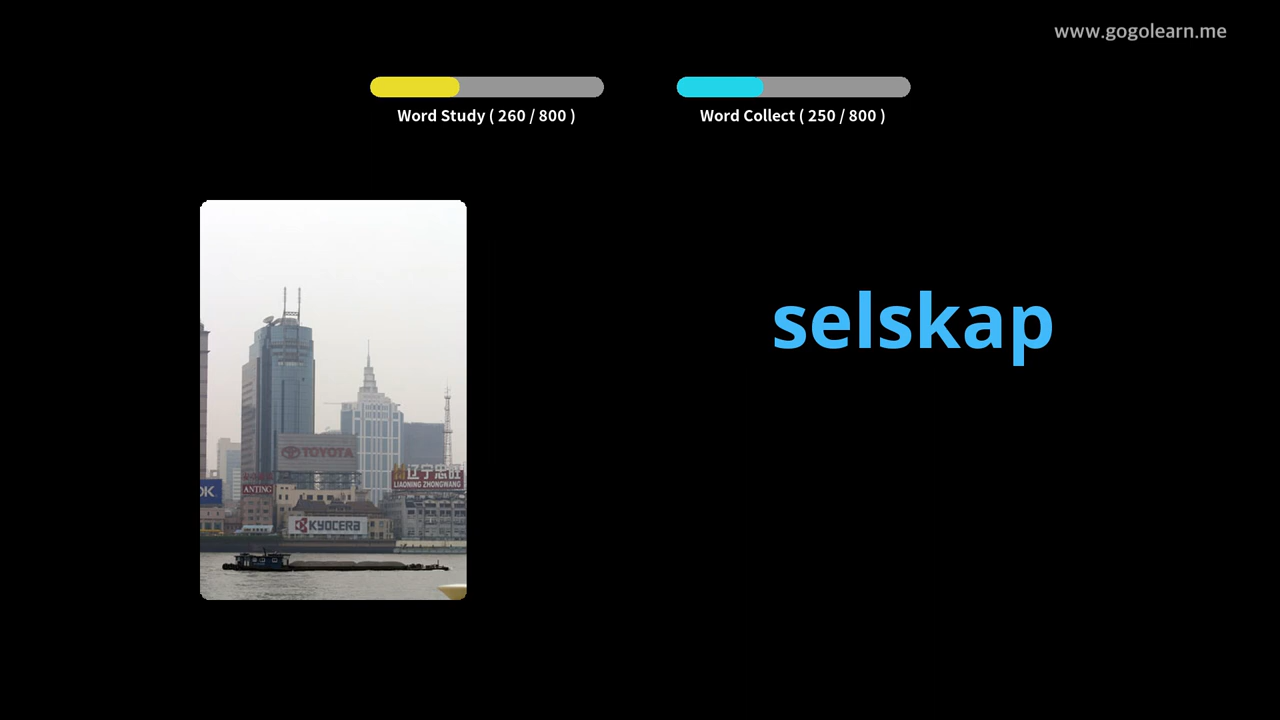 www.gogolearn.me
Word Study ( 260 / 800 )
Word Collect ( 250 / 800 )
selskap
TOYOTA
辽宁忠旺
LIAONING ZHONGWANG
OK
ANTING
KYOCERA